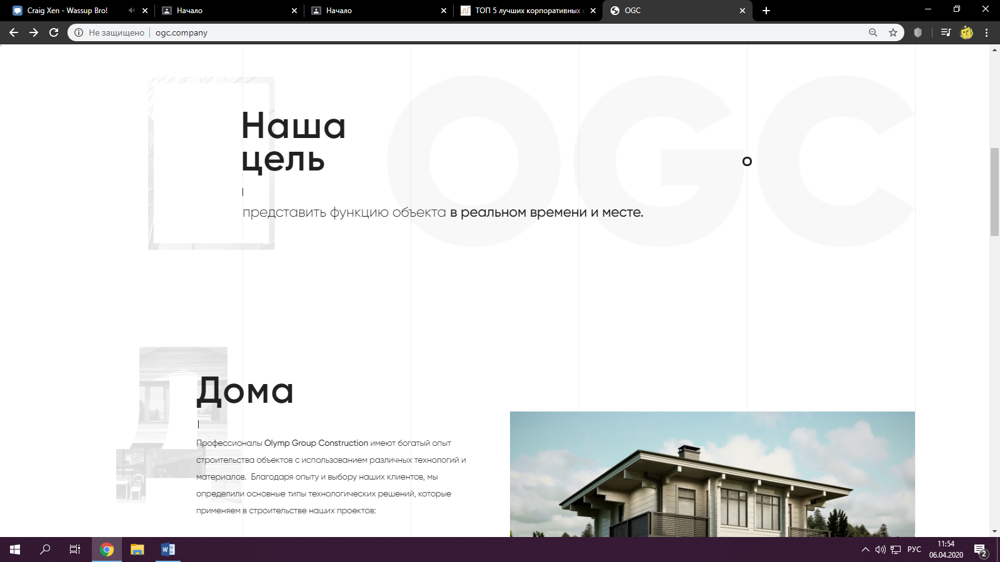 Craig Xen - Wassup Bro!
Начало
Начало
ТОП 5 лучших корпоративных
OGC
Не защищено
ogc.company
OGC
Наша
цель
представить функцию объекта в реальном времени и месте.
Д
Дома
Профессионалы Olymp Group Construction имеют богатый опыт
строительства объектов с использованием различных технологий и
материалов. Благодаря опыту и выбору наших клиентов, мы
определили основные типы технологических решений, которые
применяем в строительстве наших проектов:
РУС
11:54
06.04.2020
2